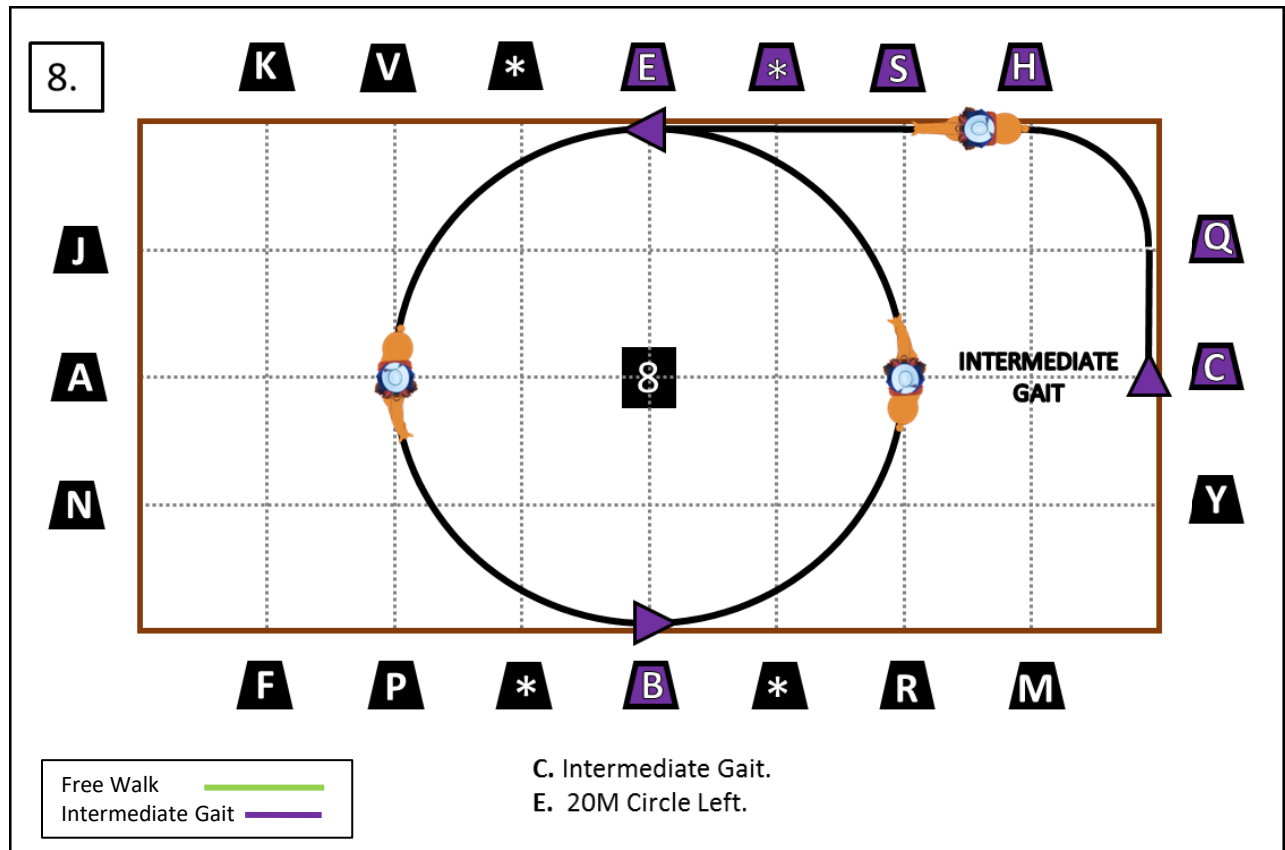 8.
K V * E * S H
J Q
A 8 INTERMEDIATE C
GAIT
N Y
F P * B * R M
Free Walk
Intermediate Gait
C. Intermediate Gait.
E. 20M Circle Left.